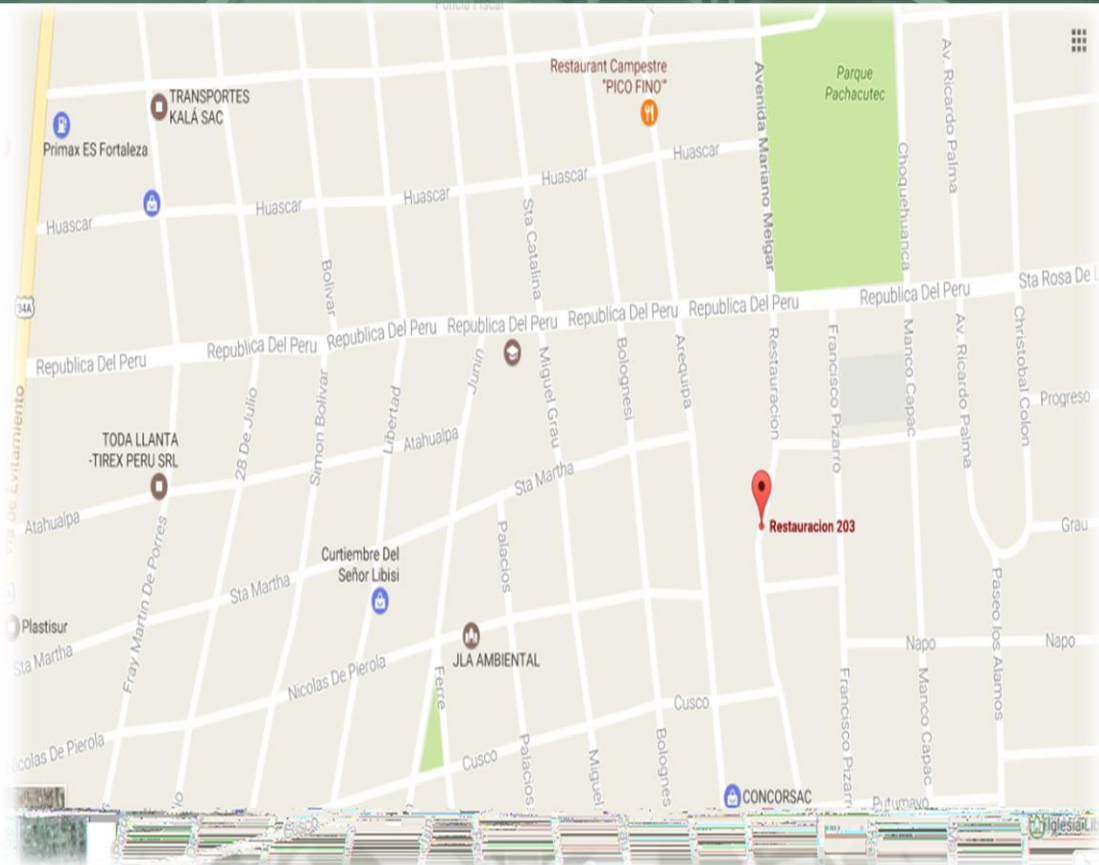 Policia Fiscal
Restaurant Campestre
"PICO FINO"
Parque
Pachacutec
Av. Ricardo Palma
TRANSPORTES
KALÁ SAC
Primax ES Fortaleza
Avenida Mariano Melgar
Choquehuanca
Huascar
Huascar
Huascar
Huascar
Huascar
Sta Catalina
Bolivar
34A
Republica Del Peru
Republica Del Peru
Republica Del Peru
Republica Del Peru
Republica Del Peru
Republica Del Peru
Republica Del Peru
Sta Rosa De L
Via de Evitamiento
28 De Julio
Simon Bolivar
Libertad
Junin
Miguel Grau
Bolognesi
Arequipa
Restauracion
Francisco Pizarro
Manco Capac
Av. Ricardo Palma
Christobal Colon
Progreso
TODA LLANTA
-TIREX PERU SRL
Atahualpa
Atahualpa
Sta Martha
Restauracion 203
Grau
Fray Martin De Porres
Curtiembre Del
Señor Libisi
Palacios
Sta Martha
Paseo los Alamos
Plastisur
Sta Martha
JLA AMBIENTAL
Napo
Napo
Nicolas De Pierola
Ferre
Cusco
Francisco Pizarr
Manco Capac
Nicolas De Pierola
Cusco
Palacios
Miguel
Bolognes
CONCORSAC
Putumayo
Iglesia Lib